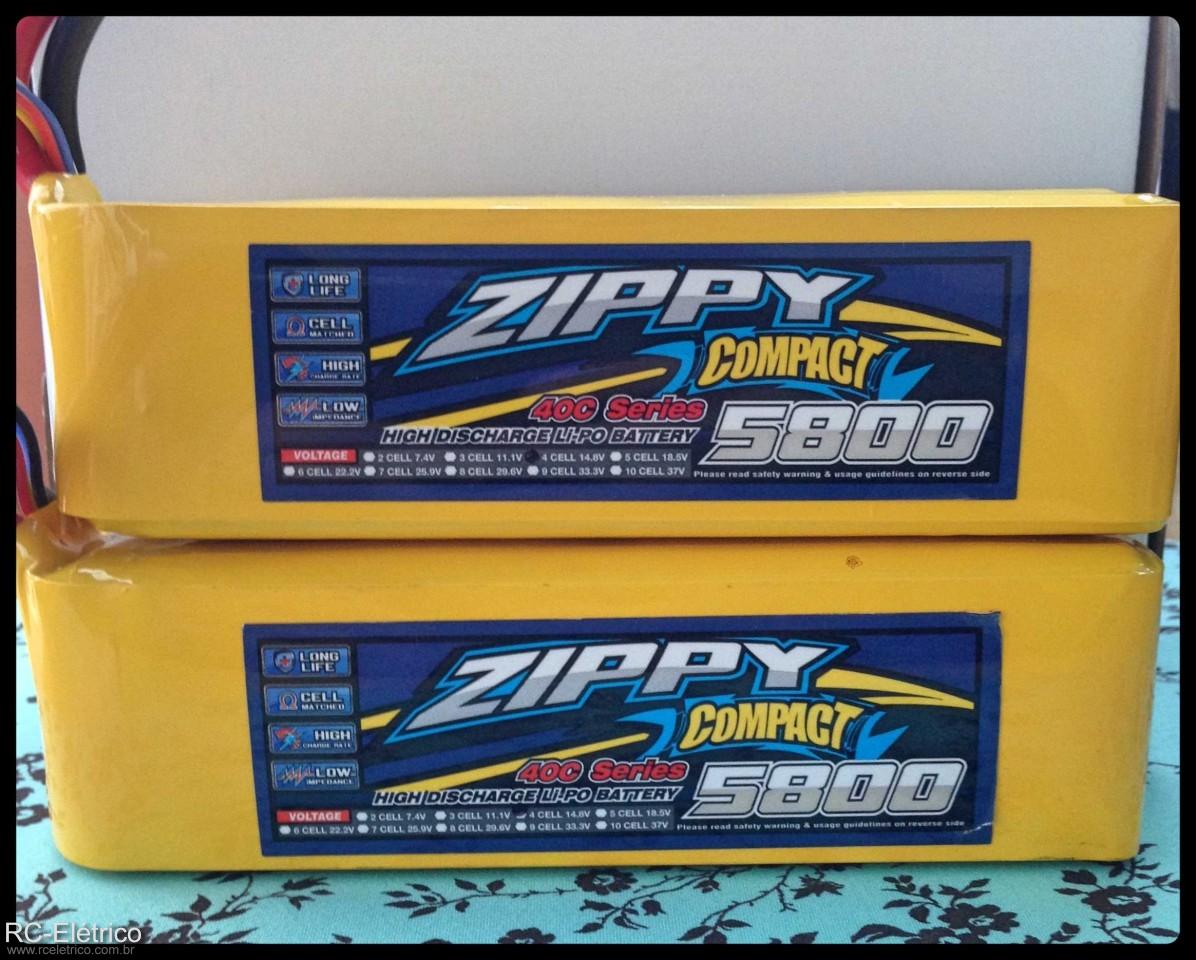 LONG
LIFE
CELL
MATCHED
HIGH
CHARGE RATE
LOW
IMPEDANCE
ZIPPY
COMPACT
40C Series
5800
HIGH DISCHARGE LI-PO BATTERY
VOLTAGE 2 CELL 7.4V 3 CELL 11.1V 4 CELL 14.8V 5 CELL 18.5V
6 CELL 22.2V 7 CELL 25.9V 8 CELL 29.6V 9 CELL 33.3V 10 CELL 37V
Please read safety warning & usage guidelines on reverse side
LONG
LIFE
CELL
MATCHED
HIGH
CHARGE RATE
LOW
IMPEDANCE
ZIPPY
COMPACT
40C Series
5800
HIGH DISCHARGE LI-PO BATTERY
VOLTAGE 2 CELL 7.4V 3 CELL 11.1V 4 CELL 14.8V 5 CELL 18.5V
6 CELL 22.2V 7 CELL 25.9V 8 CELL 29.6V 9 CELL 33.3V 10 CELL 37V
Please read safety warning & usage guidelines on reverse side
RC-Elétrico
www.rceletrico.com.br